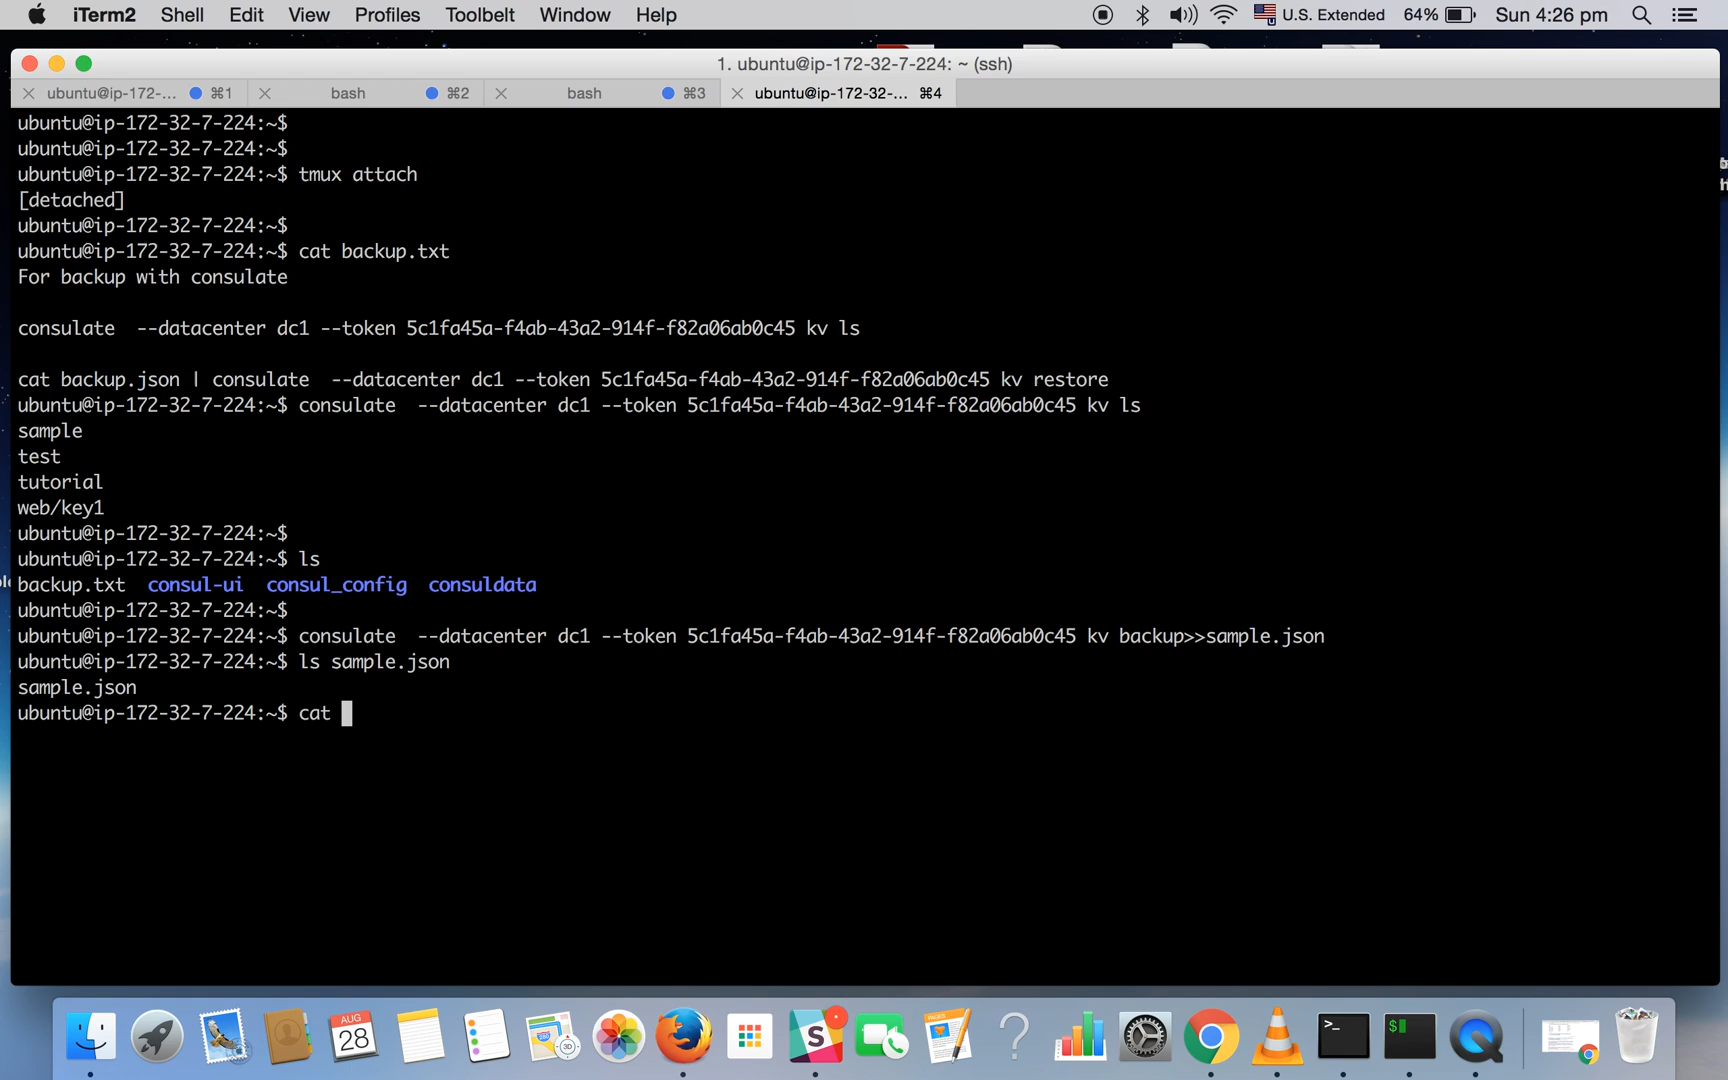 iTerm2 Shell Edit View Profiles Toolbelt Window Help U.S. Extended 64% Sun 4:26 pm
1. ubuntu@ip-172-32-7-224: ~ (ssh)
ubuntu@ip-172-... ⌘1 bash ⌘2 bash ⌘3 ubuntu@ip-172-32-... ⌘4
ubuntu@ip-172-32-7-224:~$
ubuntu@ip-172-32-7-224:~$
ubuntu@ip-172-32-7-224:~$ tmux attach
[detached]
ubuntu@ip-172-32-7-224:~$
ubuntu@ip-172-32-7-224:~$ cat backup.txt
For backup with consulate
consulate  --datacenter dc1 --token 5c1fa45a-f4ab-43a2-914f-f82a06ab0c45 kv ls
cat backup.json | consulate  --datacenter dc1 --token 5c1fa45a-f4ab-43a2-914f-f82a06ab0c45 kv restore
ubuntu@ip-172-32-7-224:~$ consulate  --datacenter dc1 --token 5c1fa45a-f4ab-43a2-914f-f82a06ab0c45 kv ls
sample
test
tutorial
web/key1
ubuntu@ip-172-32-7-224:~$
ubuntu@ip-172-32-7-224:~$ ls
backup.txt  consul-ui  consul_config  consuldata
ubuntu@ip-172-32-7-224:~$
ubuntu@ip-172-32-7-224:~$ consulate  --datacenter dc1 --token 5c1fa45a-f4ab-43a2-914f-f82a06ab0c45 kv backup>>sample.json
ubuntu@ip-172-32-7-224:~$ ls sample.json
sample.json
ubuntu@ip-172-32-7-224:~$ cat
AUG
28
3D
PAGES
S
>_
$